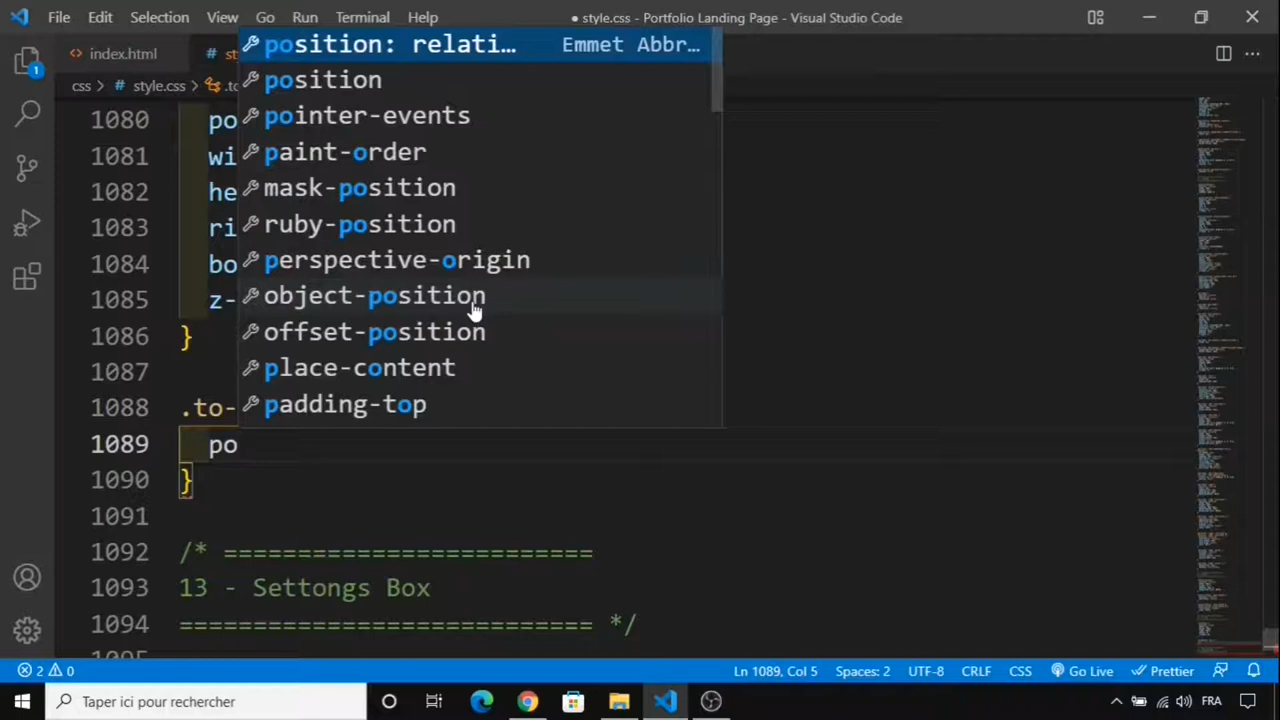 File Edit Selection View Go Run Terminal Help ● style.css - Portfolio Landing Page - Visual Studio Code
<> index.html # st
css > # style.css > .to
position: relati… Emmet Abbr…
position
pointer-events
paint-order
mask-position
ruby-position
perspective-origin
object-position
offset-position
place-content
padding-top
1080 po
1081 wi
1082 he
1083 ri
1084 bo
1085 z-
1086 }
1087
1088 .to-
1089 po
1090 }
1091
1092 /* =========================
1093 13 - Settongs Box
1094 ============================ */
1
2 0 Ln 1089, Col 5 Spaces: 2 UTF-8 CRLF CSS Go Live Prettier
Taper ici pour rechercher FRA